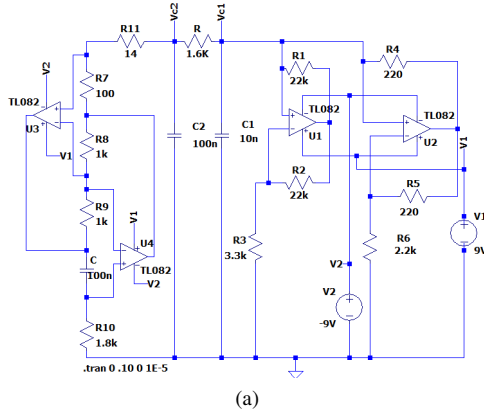 R11
14
Vc2
R
1.6K
Vc1
R1
22k
R4
220
V2
R7
100
TL082
U3
V1
R8
1k
TL082
U1
TL082
U2
V1
C2
100n
C1
10n
R2
22k
R5
220
R9
1k
V1
U4
TL082
V2
C
100n
R3
3.3k
R6
2.2k
V1
9V
V2
V2
-9V
R10
1.8k
.tran 0 .10 0 1E-5
(a)